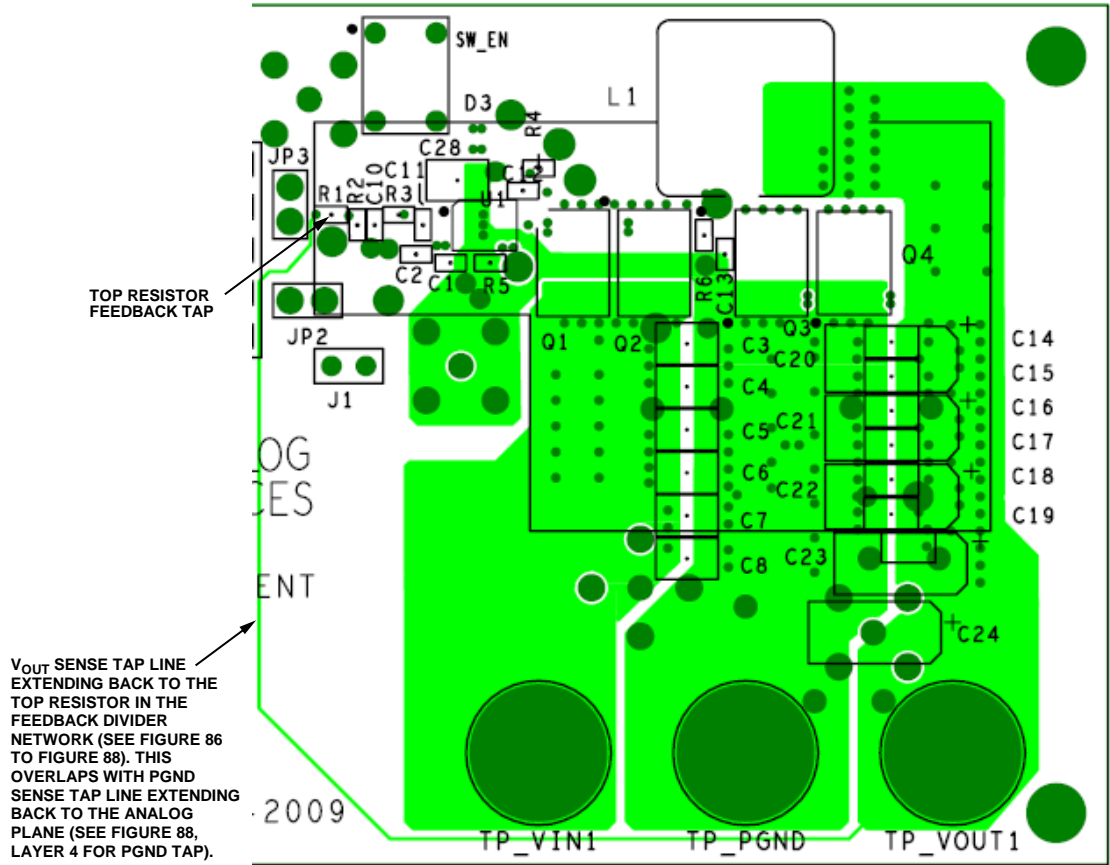 SW_EN
D3
R4
L1
JP3
C28
C11
C12
R1
R2
C10
R3
U1
Q4
TOP RESISTOR
FEEDBACK TAP
C2
C1
R5
R6
C13
JP2
Q1
Q2
C3
Q3
C20
C14
C4
C15
J1
C16
C5
C21
C17
OG
C6
C22
C18
CES
C7
C19
C8
C23
ENT
C24
VOUT SENSE TAP LINE
EXTENDING BACK TO THE
TOP RESISTOR IN THE
FEEDBACK DIVIDER
NETWORK (SEE FIGURE 86
TO FIGURE 88). THIS
OVERLAPS WITH PGND
SENSE TAP LINE EXTENDING
BACK TO THE ANALOG
PLANE (SEE FIGURE 88,
LAYER 4 FOR PGND TAP).
-2009
TP_VIN1
TP_PGND
TP_VOUT1